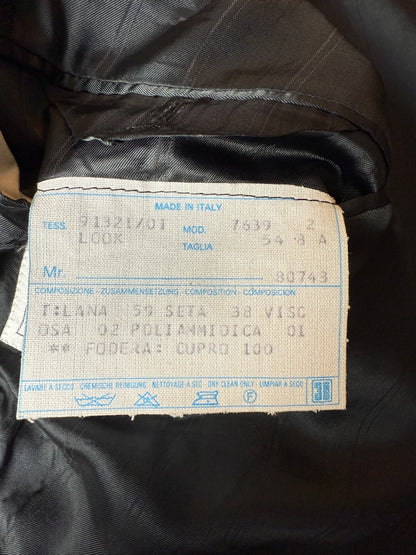 MADE IN ITALY
TESS. 91321/01 MOD. 7639 2
LOOK TAGLIA 54 8 A
Mr. 80743
COMPOSIZIONE - ZUSAMMENSETZUNG - COMPOSITION - COMPOSICION
T:LANA 59 SETA 38 VISC
OSA 02 POLIAMMIDICA 01
** FODERA: CUPRO 100
LAVABE A SECCO - CHEMISCHE REINIGUNG - NETTOYAGE A SEC - DRY CLEAN ONLY - LIMPIAR A SECO
F